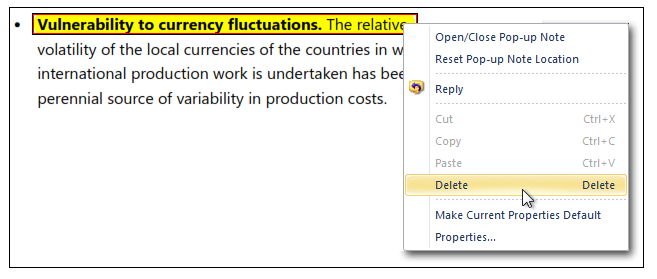 • Vulnerability to currency fluctuations. The relative
volatility of the local currencies of the countries in w
international production work is undertaken has bee
perennial source of variability in production costs.
Open/Close Pop-up Note
Reset Pop-up Note Location
Reply
Cut Ctrl+X
Copy Ctrl+C
Paste Ctrl+V
Delete Delete
Make Current Properties Default
Properties...